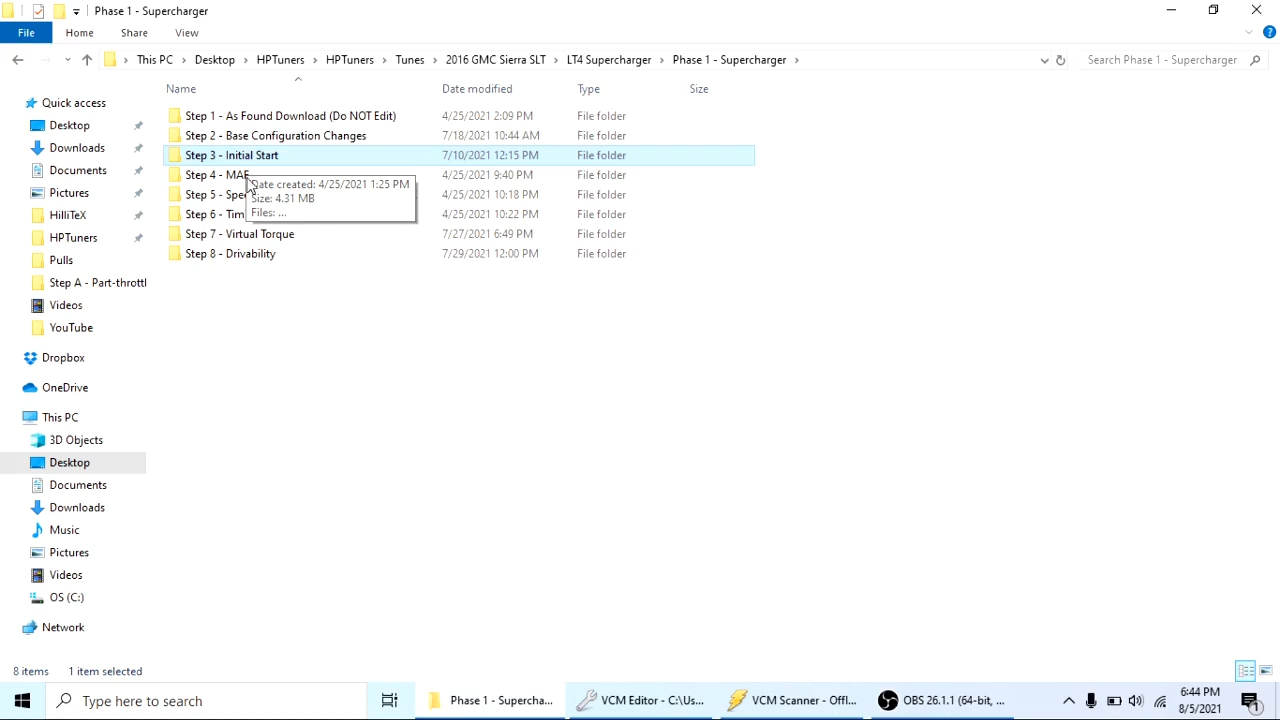 Phase 1 - Supercharger
File Home Share View
This PC Desktop HPTuners HPTuners Tunes 2016 GMC Sierra SLT LT4 Supercharger Phase 1 - Supercharger
Search Phase 1 - Supercharger
Name Date modified Type Size
Step 1 - As Found Download (Do NOT Edit) 4/25/2021 2:09 PM File folder
Step 2 - Base Configuration Changes 7/18/2021 10:44 AM File folder
Step 3 - Initial Start 7/10/2021 12:15 PM File folder
Step 4 - MAF 4/25/2021 9:40 PM File folder
Step 5 - Spe 4/25/2021 10:18 PM File folder
Step 6 - Tim 4/25/2021 10:22 PM File folder
Step 7 - Virtual Torque 7/27/2021 6:49 PM File folder
Step 8 - Drivability 7/29/2021 12:00 PM File folder
Date created: 4/25/2021 1:25 PM
Size: 4.31 MB
Files: ...
Quick access
Desktop
Downloads
Documents
Pictures
HilliTeX
HPTuners
Pulls
Step A - Part-throttl
Videos
YouTube
Dropbox
OneDrive
This PC
3D Objects
Desktop
Documents
Downloads
Music
Pictures
Videos
OS (C:)
Network
8 items 1 item selected
Type here to search
Phase 1 - Supercha...
VCM Editor - C:\Us...
VCM Scanner - Offl...
OBS 26.1.1 (64-bit, ...
6:44 PM
8/5/2021
1